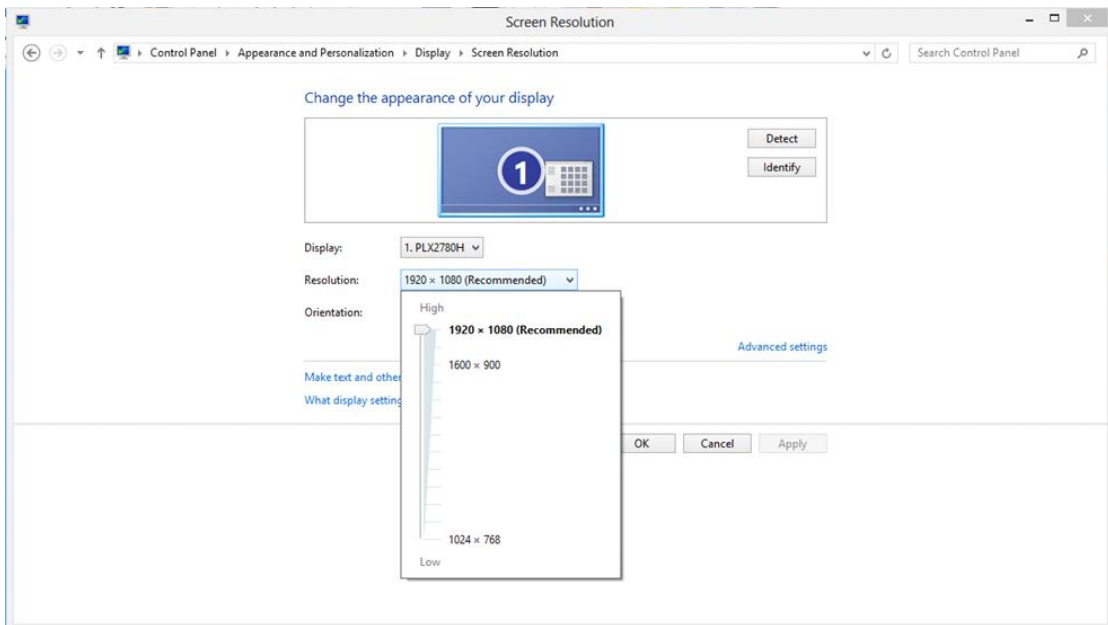 Screen Resolution
Control Panel Appearance and Personalization Display Screen Resolution
Search Control Panel
Change the appearance of your display
1
Detect
Identify
Display: 1. PLX2780H
Resolution: 1920 × 1080 (Recommended)
Orientation:
High
1920 × 1080 (Recommended)
Advanced settings
1600 × 900
Make text and other
What display setting
OK Cancel Apply
1024 × 768
Low